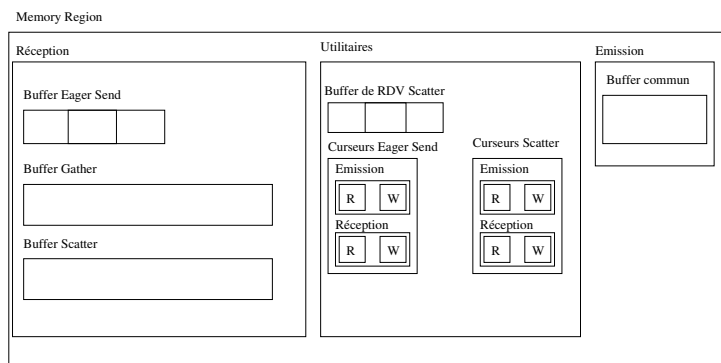 Memory Region
Réception
Buffer Eager Send
Buffer Gather
Buffer Scatter
Utilitaires
Buffer de RDV Scatter
Curseurs Eager Send
Emission
R W
Réception
R W
Curseurs Scatter
Emission
R W
Réception
R W
Emission
Buffer commun